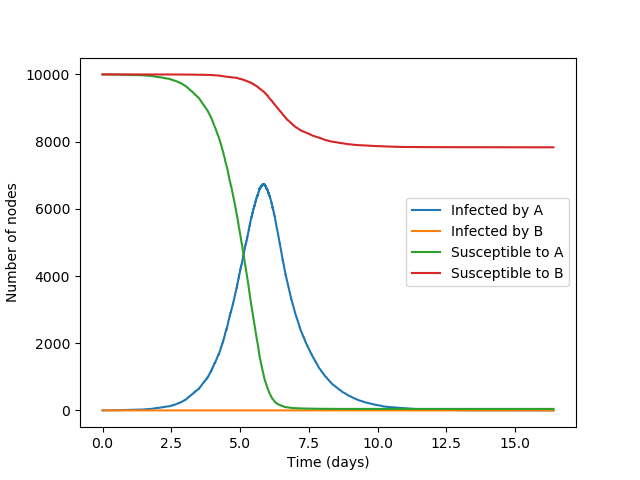 10000
8000
6000
4000
2000
0
Number of nodes
Infected by A
Infected by B
Susceptible to A
Susceptible to B
0.0 2.5 5.0 7.5 10.0 12.5 15.0
Time (days)